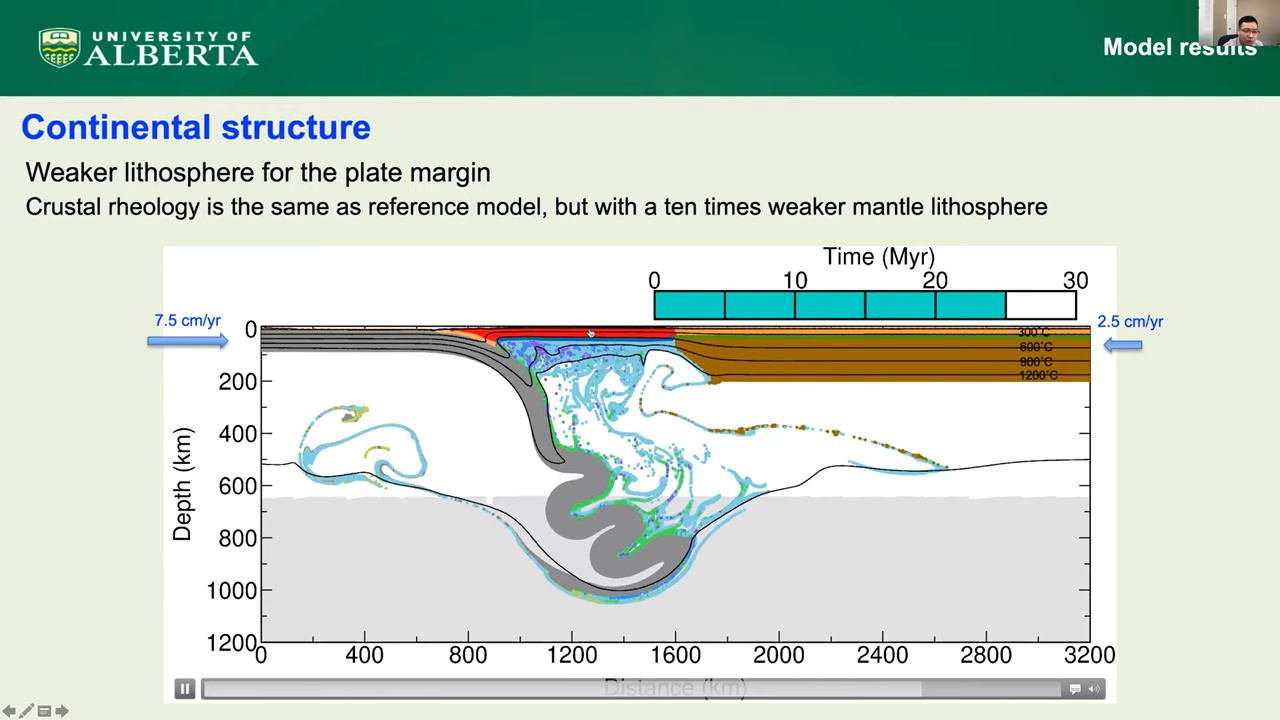 UNIVERSITY OF
ALBERTA
Model results
Continental structure
Weaker lithosphere for the plate margin
Crustal rheology is the same as reference model, but with a ten times weaker mantle lithosphere
Time (Myr)
0 10 20 30
7.5 cm/yr
2.5 cm/yr
0
300°C
600°C
900°C
1200°C
200
400
600
800
1000
1200
Depth (km)
0 400 800 1200 1600 2000 2400 2800 3200
Distance (km)